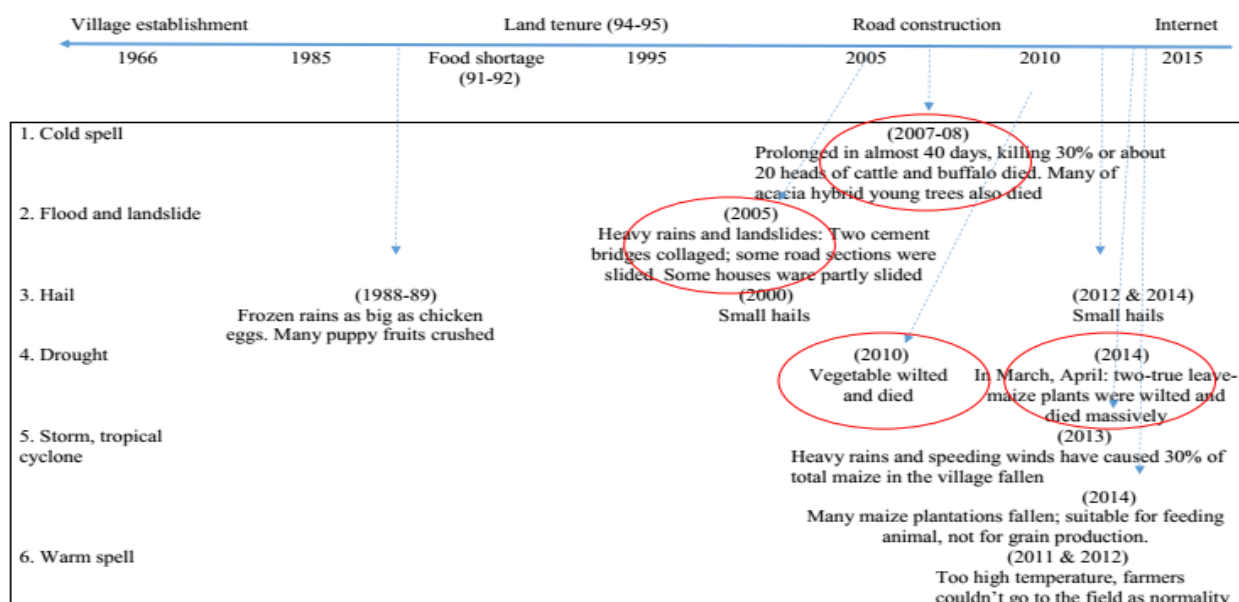 Village establishment Land tenure (94-95) Road construction Internet
1966 1985 Food shortage 1995 2005 2010 2015
(91-92)
1. Cold spell (2007-08)
Prolonged in almost 40 days, killing 30% or about
20 heads of cattle and buffalo died. Many of
acacia hybrid young trees also died
2. Flood and landslide (2005)
Heavy rains and landslides: Two cement
bridges collaged; some road sections were
slided. Some houses ware partly slided
3. Hail (1988-89) (2000) (2012 & 2014)
Frozen rains as big as chicken Small hails Small hails
eggs. Many puppy fruits crushed
4. Drought (2010) (2014)
Vegetable wilted In March, April: two-true leave-
and died maize plants were wilted and
died massively
5. Storm, tropical (2013)
cyclone Heavy rains and speeding winds have caused 30% of
total maize in the village fallen
(2014)
Many maize plantations fallen; suitable for feeding
animal, not for grain production.
6. Warm spell (2011 & 2012)
Too high temperature, farmers
couldn't go to the field as normality